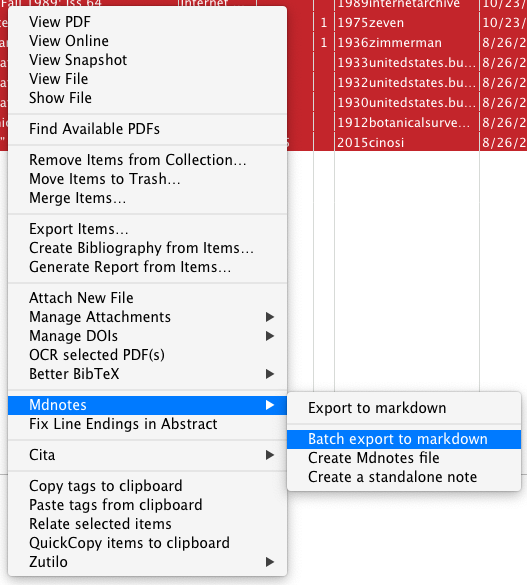 Fall 1989; Iss 64
1989internetarchive 10/23/
1 1975zeven 10/23/
1 1936zimmerman 8/26/2
1933unitedstates.bu... 8/26/2
1932unitedstates.bu... 8/26/2
1930unitedstates.bu... 8/26/2
1912botanicalsurve... 8/26/2
2015cinosi 8/26/2
View PDF
View Online
View Snapshot
View File
Show File
Find Available PDFs
Remove Items from Collection…
Move Items to Trash…
Merge Items…
Export Items…
Create Bibliography from Items…
Generate Report from Items…
Attach New File
Manage Attachments
Manage DOIs
OCR selected PDF(s)
Better BibTeX
Mdnotes
Fix Line Endings in Abstract
Cita
Copy tags to clipboard
Paste tags from clipboard
Relate selected items
QuickCopy items to clipboard
Zutilo
Export to markdown
Batch export to markdown
Create Mdnotes file
Create a standalone note